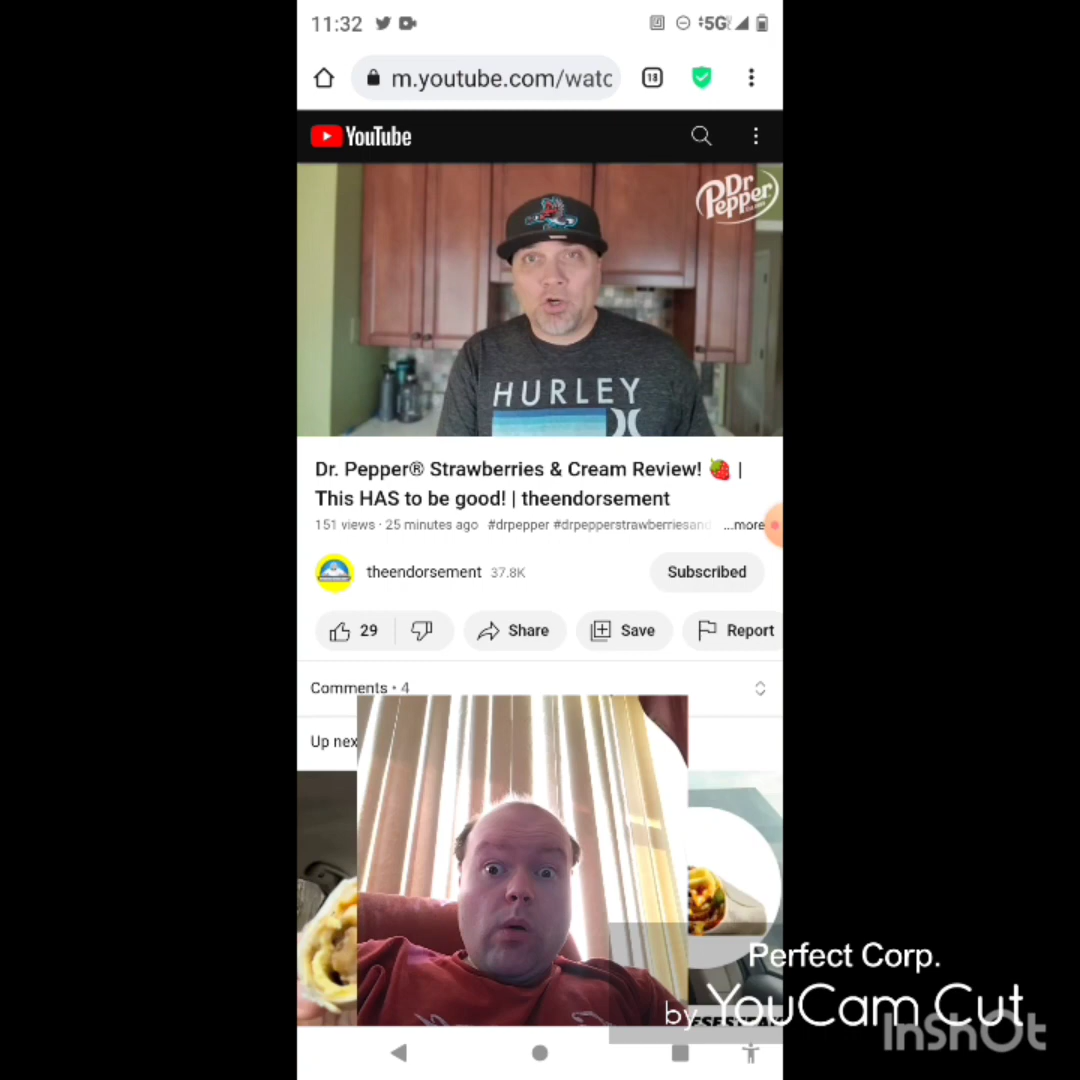 11:32
5G
m.youtube.com/watc
18
YouTube
Dr Pepper
HURLEY
Dr. Pepper® Strawberries & Cream Review! 🍓 |
This HAS to be good! | theendorsement
151 views · 25 minutes ago #drpepper #drpepperstrawberriesand ...more
theendorsement 37.8K
Subscribed
29
Share
Save
Report
Comments • 4
Up nex
Perfect Corp.
by YouCam Cut
InShOt